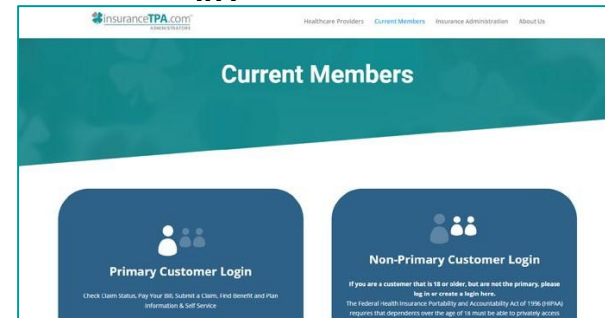 insuranceTPA.com
ADMINISTRATORS
Healthcare Providers Current Members Insurance Administration About Us
Current Members
Primary Customer Login
Check Claim Status, Pay Your Bill, Submit a Claim, Find Benefit and Plan
Information & Self Service
Non-Primary Customer Login
If you are a customer that is 18 or older, but are not the primary, please
log in or create a login here.
The Federal Health Insurance Portability and Accountability Act of 1996 (HIPAA)
requires that dependents over the age of 18 must be able to privately access